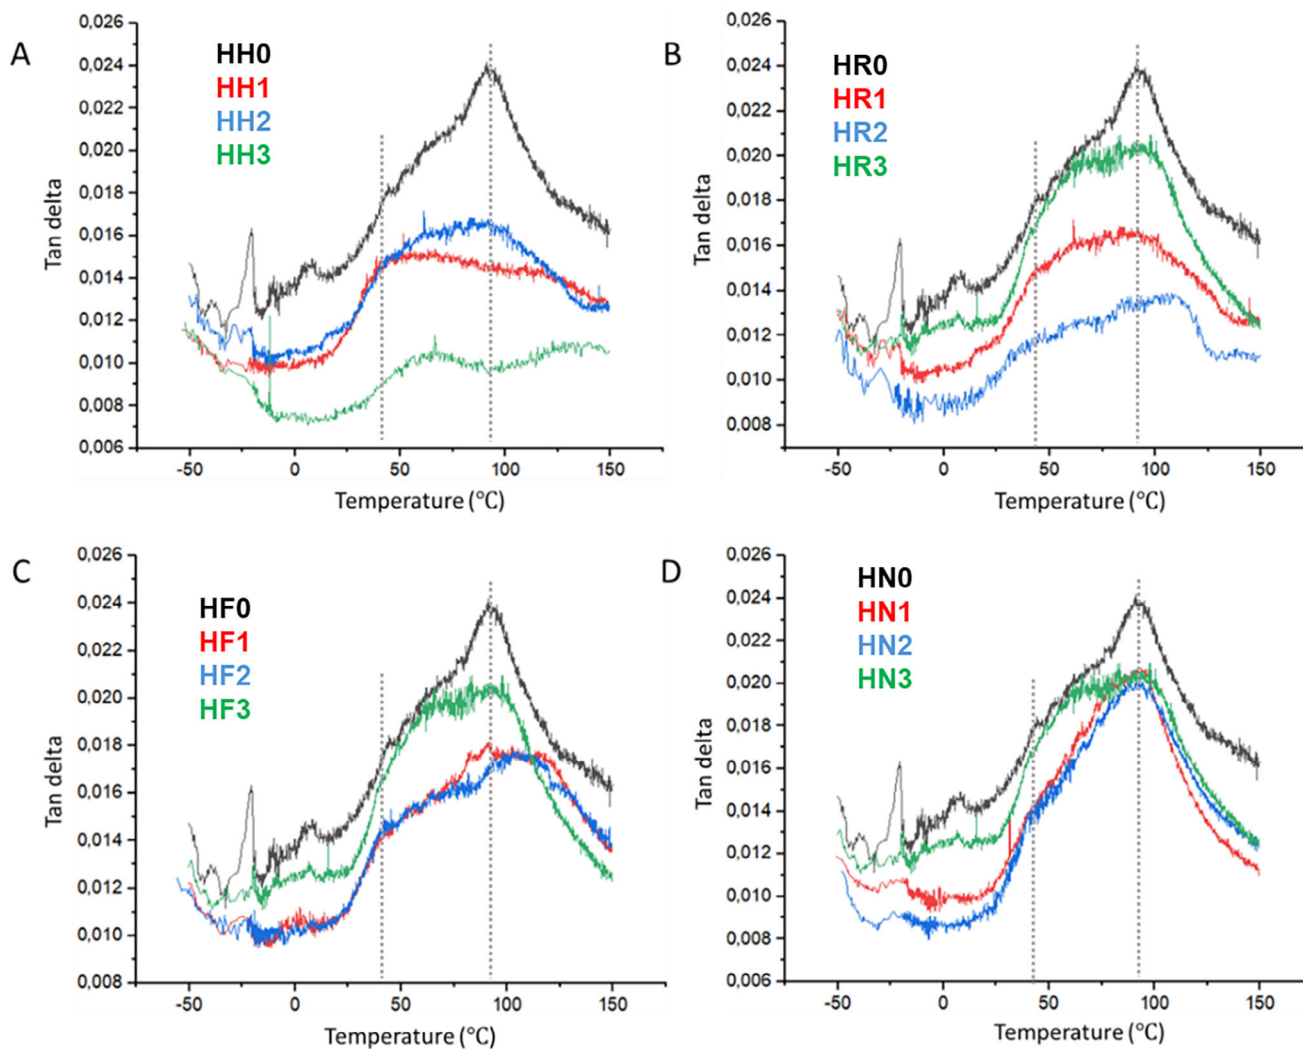 A
HH0
HH1
HH2
HH3
Tan delta
0,026
0,024
0,022
0,020
0,018
0,016
0,014
0,012
0,010
0,008
0,006
-50
0
50
100
150
Temperature (°C)
B
HR0
HR1
HR2
HR3
Tan delta
0,026
0,024
0,022
0,020
0,018
0,016
0,014
0,012
0,010
0,008
-50
0
50
100
150
Temperature (°C)
C
HF0
HF1
HF2
HF3
Tan delta
0,026
0,024
0,022
0,020
0,018
0,016
0,014
0,012
0,010
0,008
-50
0
50
100
150
Temperature (°C)
D
HN0
HN1
HN2
HN3
Tan delta
0,026
0,024
0,022
0,020
0,018
0,016
0,014
0,012
0,010
0,008
0,006
-50
0
50
100
150
Temperature (°C)